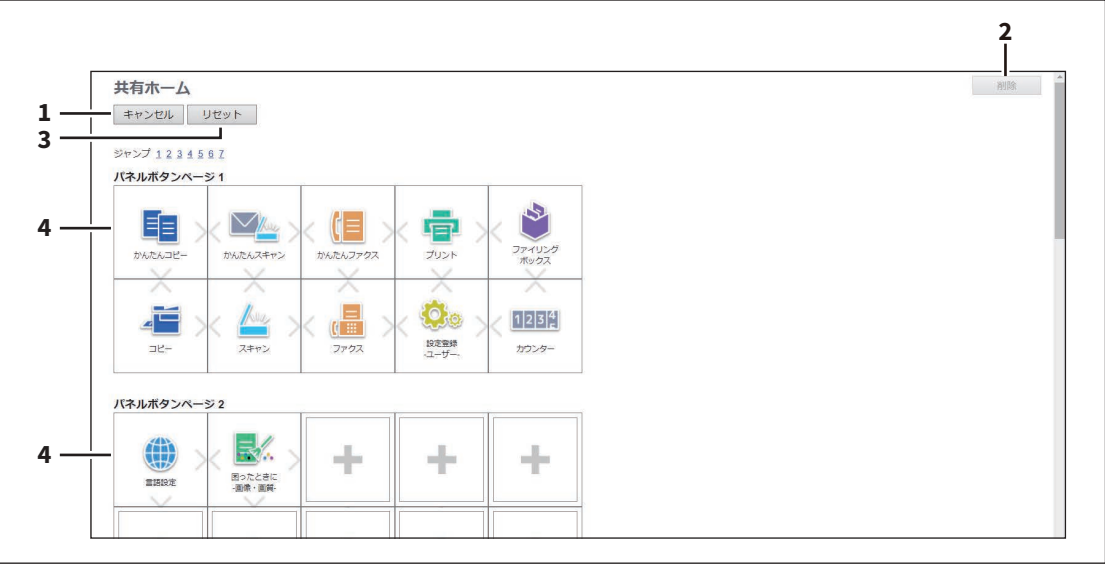 2
共有ホーム
削除
1
キャンセル リセット
3
ジャンプ 1 2 3 4 5 6 7
パネルボタンページ 1
4
かんたんコピー かんたんスキャン かんたんファクス プリント ファイリング
ボックス
1234
コピー スキャン ファクス 設定登録
-ユーザー- カウンター
パネルボタンページ 2
4
言語設定 困ったときに
-画像・画質-